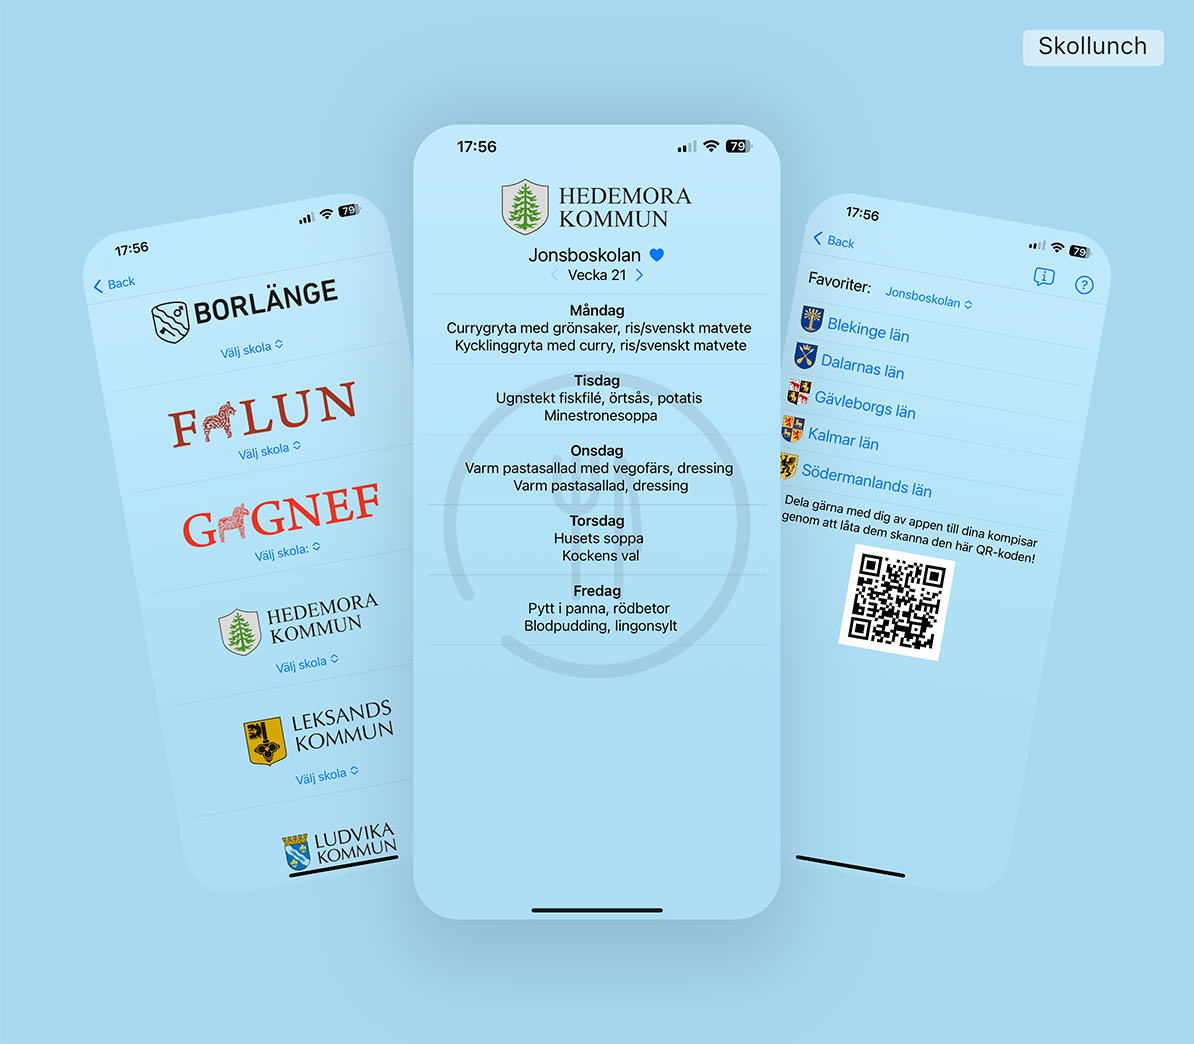 Skollunch
17:56
Back
BORLÄNGE
Välj skola
FALUN
Välj skola
GAGNEF
Välj skola:
HEDEMORA
KOMMUN
Välj skola
LEKSANDS
KOMMUN
Välj skola
LUDVIKA
KOMMUN
17:56
79
HEDEMORA
KOMMUN
Jonsboskolan
Vecka 21
Måndag
Currygryta med grönsaker, ris/svenskt matvete
Kycklinggryta med curry, ris/svenskt matvete
Tisdag
Ugnstekt fiskfilé, örtsås, potatis
Minestronesoppa
Onsdag
Varm pastasallad med vegofärs, dressing
Varm pastasallad, dressing
Torsdag
Husets soppa
Kockens val
Fredag
Pytt i panna, rödbetor
Blodpudding, lingonsylt
17:56
79
Back
Favoriter: Jonsboskolan
Blekinge län
Dalarnas län
Gävleborgs län
Kalmar län
Södermanlands län
Dela gärna med dig av appen till dina kompisar
genom att låta dem skanna den här QR-koden!